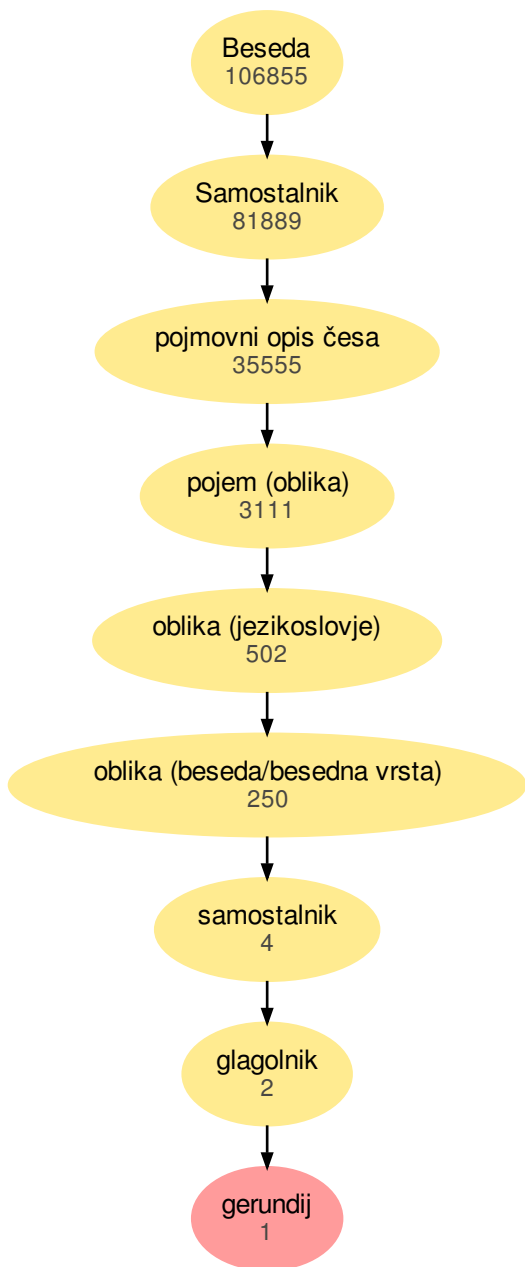 Beseda
106855
Samostalnik
81889
pojmovni opis česa
35555
pojem (oblika)
3111
oblika (jezikoslovje)
502
oblika (beseda/besedna vrsta)
250
samostalnik
4
glagolnik
2
gerundij
1